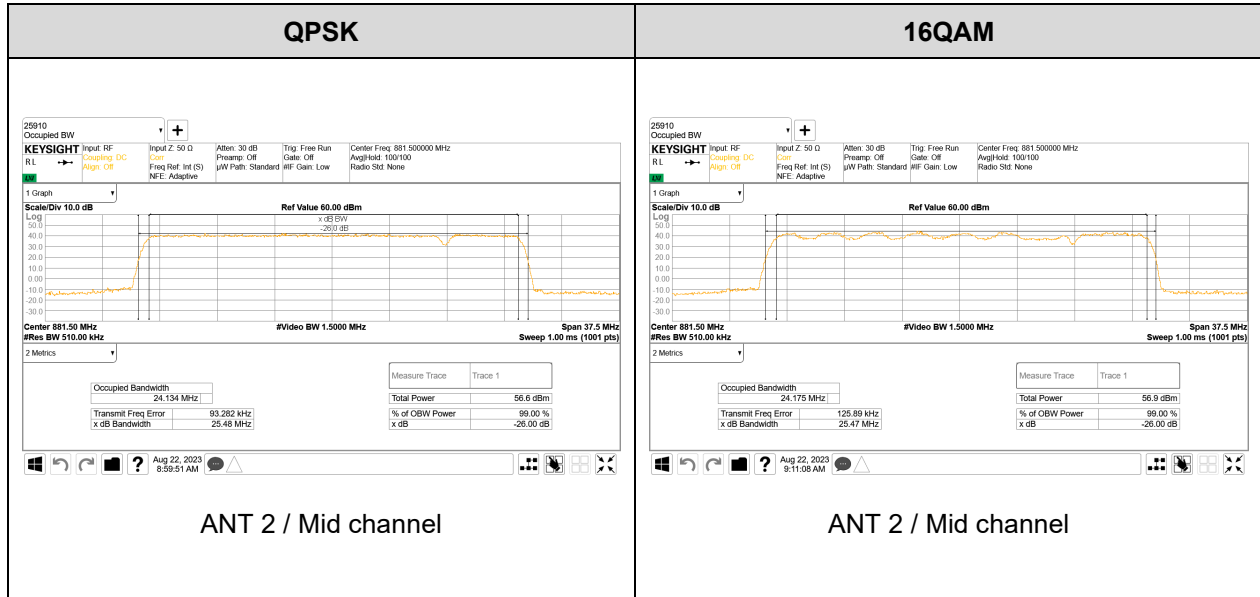 QPSK
25910
Occupied BW
+
KEYSIGHT Input: RF Input Z: 50 Ω Atten: 30 dB Trig: Free Run Center Freq: 881.500000 MHz
RL Coupling: DC Corr Preamp: Off Gate: Off Avg|Hold: 100/100
Align: Off Freq Ref: Int (S) µW Path: Standard #IF Gain: Low Radio Std: None
NFE: Adaptive
1 Graph
Scale/Div 10.0 dB Ref Value 60.00 dBm
Log x dB BW
50.0 -26.0 dB
40.0
30.0
20.0
10.0
0.00
-10.0
-20.0
-30.0
Center 881.50 MHz #Video BW 1.5000 MHz Span 37.5 MHz
#Res BW 510.00 kHz Sweep 1.00 ms (1001 pts)
2 Metrics
Measure Trace Trace 1
Occupied Bandwidth
24.134 MHz Total Power 56.6 dBm
Transmit Freq Error 93.282 kHz % of OBW Power 99.00 %
x dB Bandwidth 25.48 MHz x dB -26.00 dB
? Aug 22, 2023
8:59:51 AM
ANT 2 / Mid channel
16QAM
25910
Occupied BW
+
KEYSIGHT Input: RF Input Z: 50 Ω Atten: 30 dB Trig: Free Run Center Freq: 881.500000 MHz
RL Coupling: DC Corr Preamp: Off Gate: Off Avg|Hold: 100/100
Align: Off Freq Ref: Int (S) µW Path: Standard #IF Gain: Low Radio Std: None
NFE: Adaptive
1 Graph
Scale/Div 10.0 dB Ref Value 60.00 dBm
Log
50.0
40.0
30.0
20.0
10.0
0.00
-10.0
-20.0
-30.0
Center 881.50 MHz #Video BW 1.5000 MHz Span 37.5 MHz
#Res BW 510.00 kHz Sweep 1.00 ms (1001 pts)
2 Metrics
Measure Trace Trace 1
Occupied Bandwidth
24.175 MHz Total Power 56.9 dBm
Transmit Freq Error 125.89 kHz % of OBW Power 99.00 %
x dB Bandwidth 25.47 MHz x dB -26.00 dB
? Aug 22, 2023
9:11:08 AM
ANT 2 / Mid channel